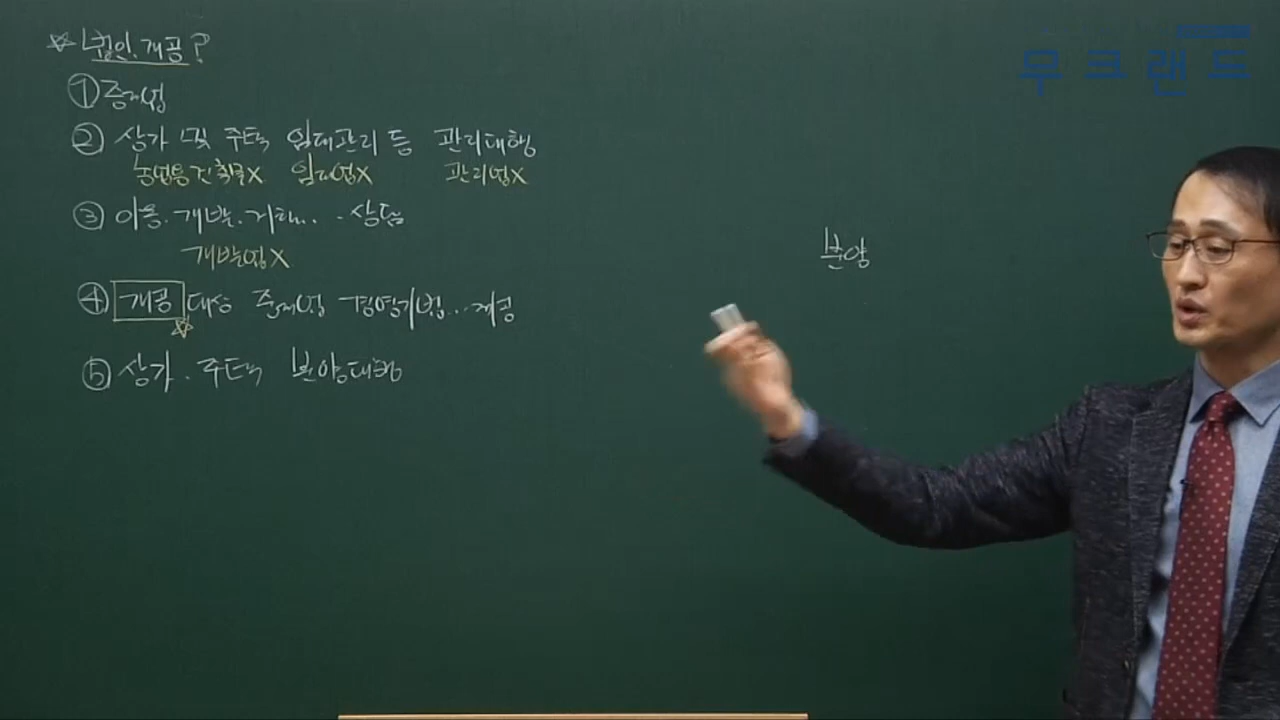 ☆ 법인.개공?
① 중개업
② 상가 및 주택 임대관리 등 관리대행
농업용건축물X 임대업X 관리업X
③ 이용.개발.거래... 상담
개발업X
④ 개공 대상 중개업 경영기법...제공
☆
⑤ 상가.주택 분양대행
분양
무크랜드